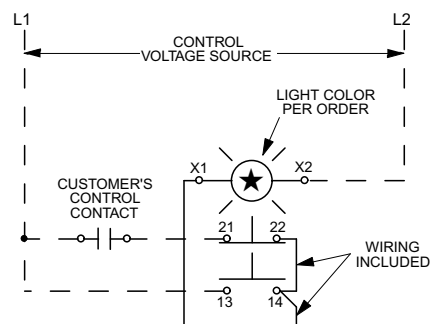 L1
L2
CONTROL
VOLTAGE SOURCE
LIGHT COLOR
PER ORDER
X1
X2
CUSTOMER'S
CONTROL
CONTACT
21
22
WIRING
INCLUDED
13
14